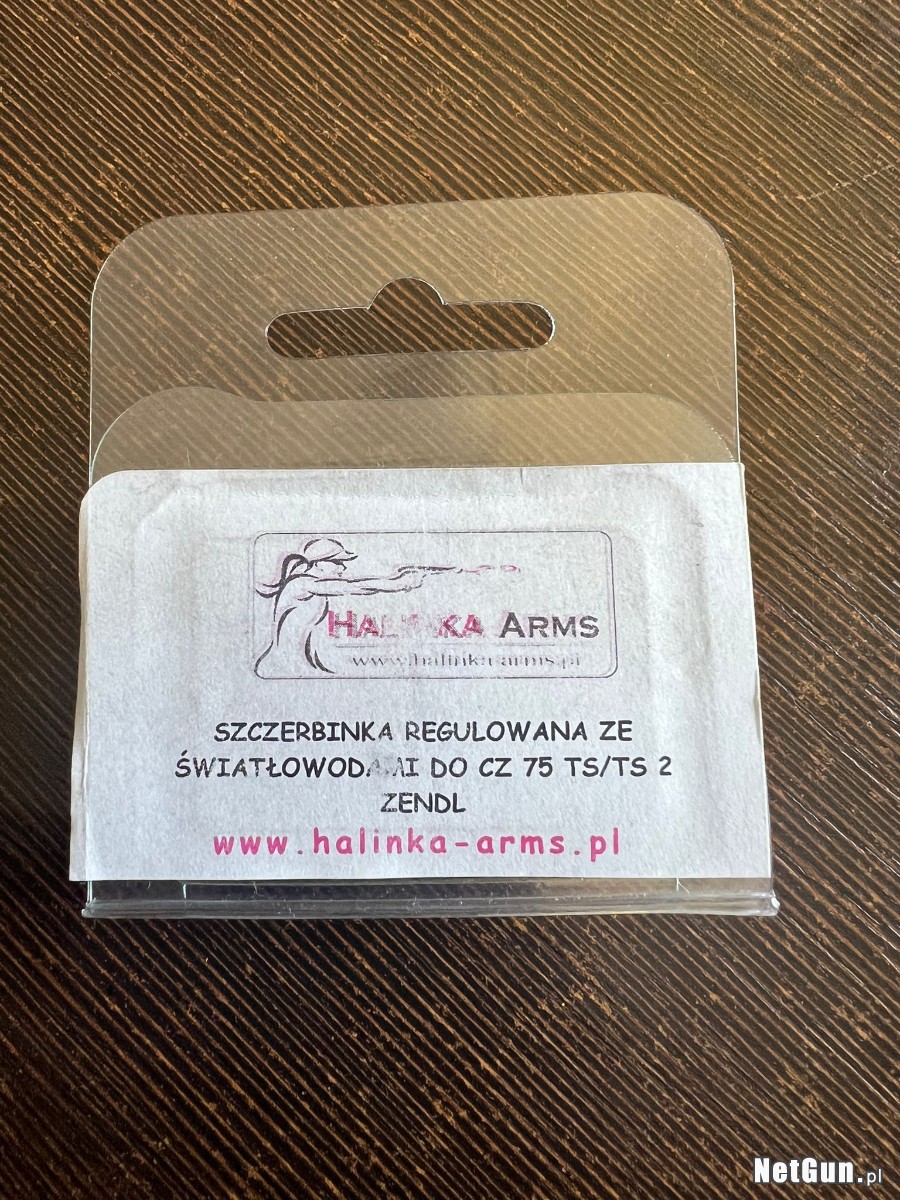 HALINKA ARMS
www.halinka-arms.pl
SZCZERBINKA REGULOWANA ZE
ŚWIATŁOWODAMI DO CZ 75 TS/TS 2
ZENDL
www.halinka-arms.pl
NetGun.pl